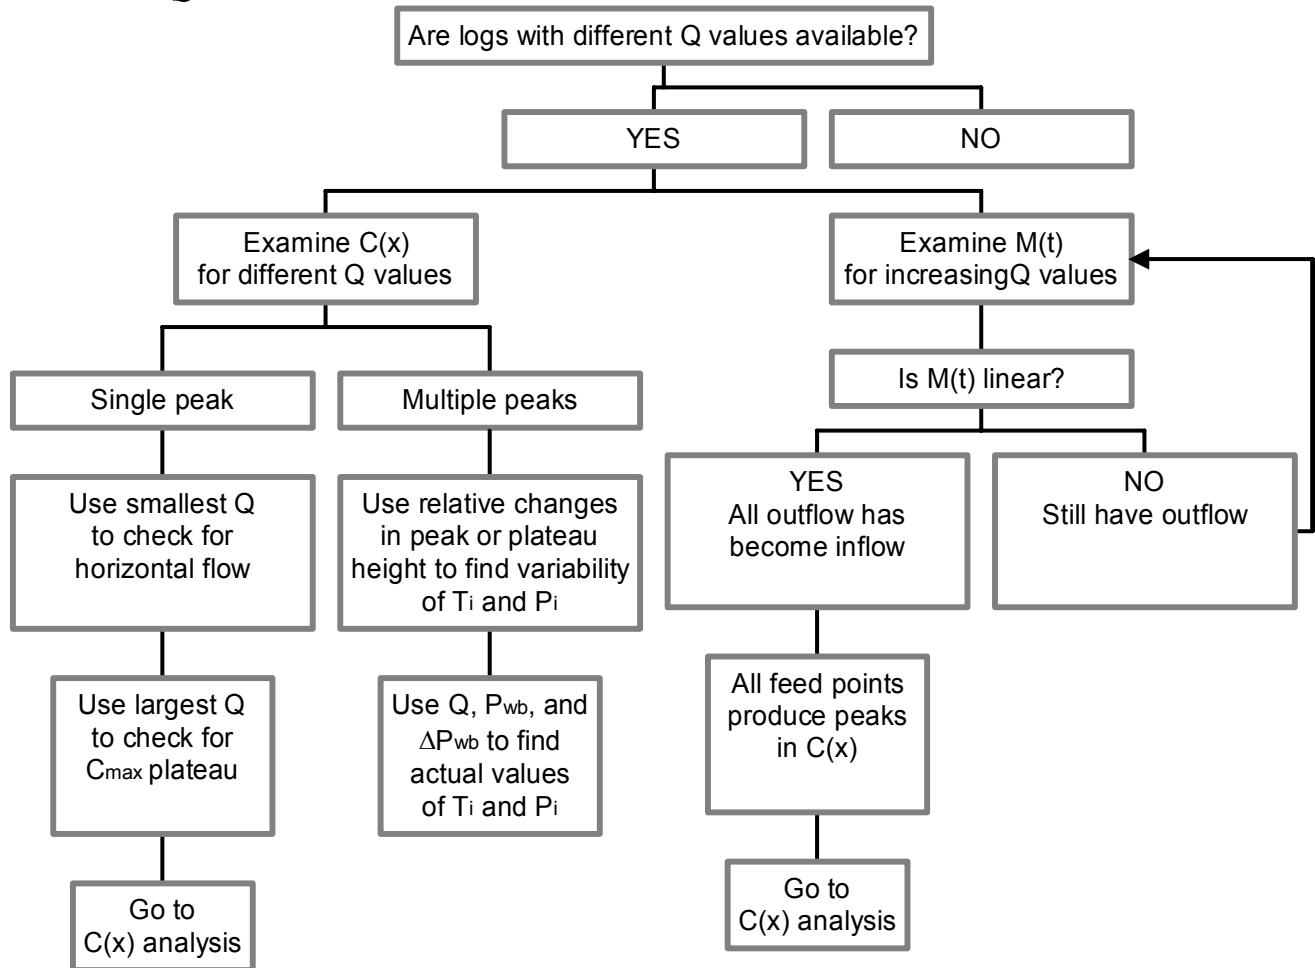 Are logs with different Q values available?
YES
NO
Examine C(x)
for different Q values
Examine M(t)
for increasingQ values
Single peak
Multiple peaks
Is M(t) linear?
Use smallest Q
to check for
horizontal flow
Use relative changes
in peak or plateau
height to find variability
of Ti and Pi
YES
All outflow has
become inflow
NO
Still have outflow
Use largest Q
to check for
Cmax plateau
Use Q, Pwb, and
ΔPwb to find
actual values
of Ti and Pi
All feed points
produce peaks
in C(x)
Go to
C(x) analysis
Go to
C(x) analysis